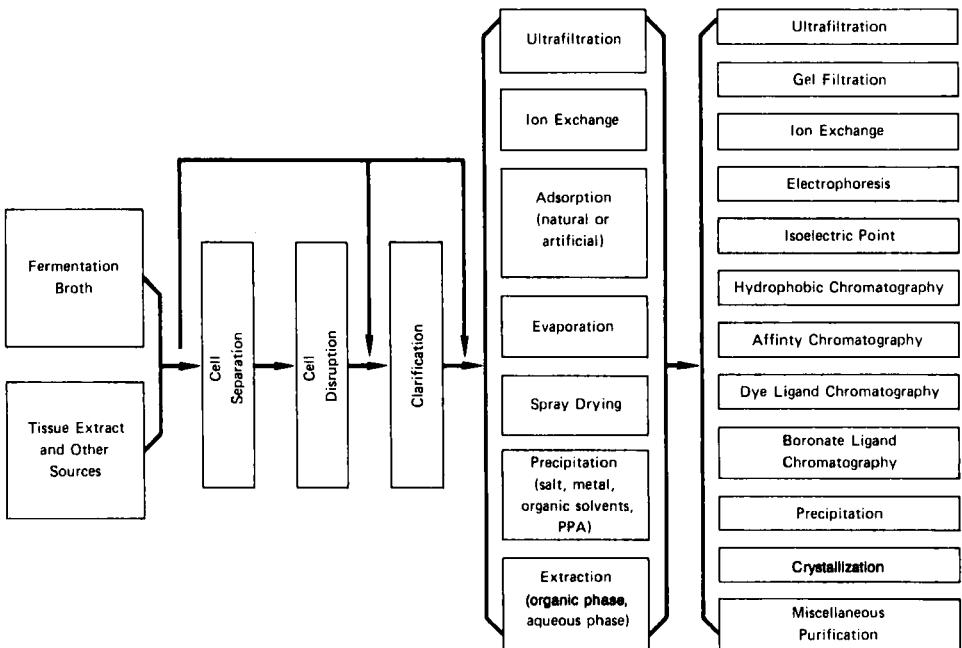 Fermentation
Broth
Tissue Extract
and Other
Sources
Cell
Separation
Cell
Disruption
Clarification
Ultrafiltration
Ion Exchange
Adsorption
(natural or
artificial)
Evaporation
Spray Drying
Precipitation
(salt, metal,
organic solvents,
PPA)
Extraction
(organic phase,
aqueous phase)
Ultrafiltration
Gel Filtration
Ion Exchange
Electrophoresis
Isoelectric Point
Hydrophobic Chromatography
Affinty Chromatography
Dye Ligand Chromatography
Boronate Ligand
Chromatography
Precipitation
Crystallization
Miscellaneous
Purification